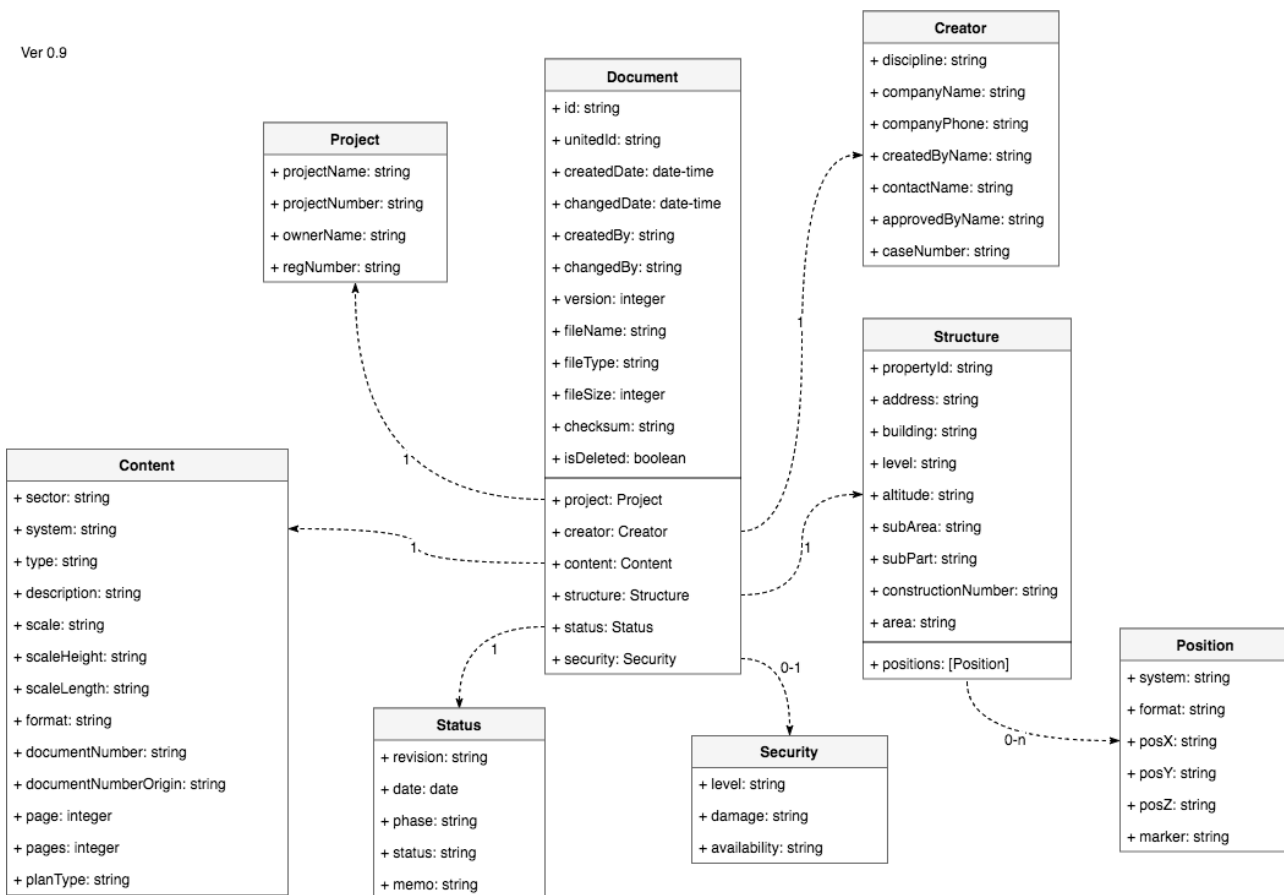 Ver 0.9
Project
+ projectName: string
+ projectNumber: string
+ ownerName: string
+ regNumber: string
Document
+ id: string
+ unitedId: string
+ createdDate: date-time
+ changedDate: date-time
+ createdBy: string
+ changedBy: string
+ version: integer
+ fileName: string
+ fileType: string
+ fileSize: integer
+ checksum: string
+ isDeleted: boolean
+ project: Project
+ creator: Creator
+ content: Content
+ structure: Structure
+ status: Status
+ security: Security
Creator
+ discipline: string
+ companyName: string
+ companyPhone: string
+ createdByName: string
+ contactName: string
+ approvedByName: string
+ caseNumber: string
1
1
1
1
1
0-1
0-n
Structure
+ propertyId: string
+ address: string
+ building: string
+ level: string
+ altitude: string
+ subArea: string
+ subPart: string
+ constructionNumber: string
+ area: string
+ positions: [Position]
Content
+ sector: string
+ system: string
+ type: string
+ description: string
+ scale: string
+ scaleHeight: string
+ scaleLength: string
+ format: string
+ documentNumber: string
+ documentNumberOrigin: string
+ page: integer
+ pages: integer
+ planType: string
Status
+ revision: string
+ date: date
+ phase: string
+ status: string
+ memo: string
Security
+ level: string
+ damage: string
+ availability: string
Position
+ system: string
+ format: string
+ posX: string
+ posY: string
+ posZ: string
+ marker: string